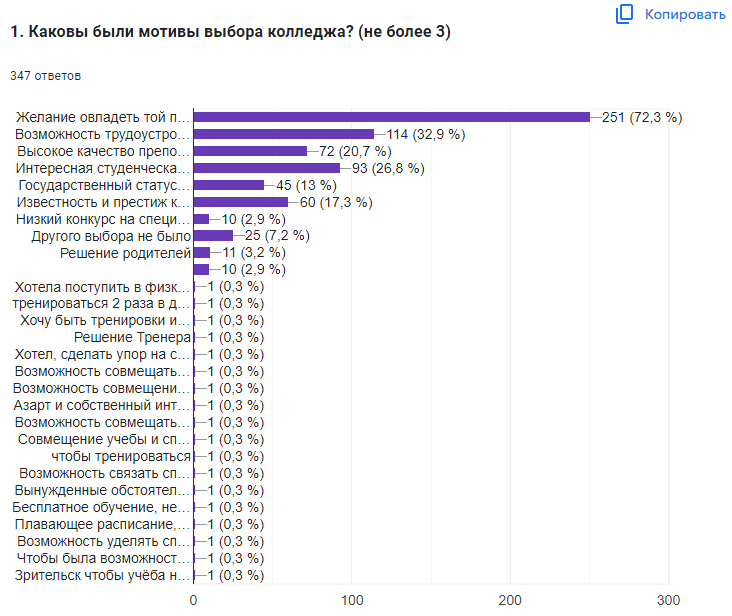 Копировать
1. Каковы были мотивы выбора колледжа? (не более 3)
347 ответов
Желание овладеть той п… 251 (72,3 %)
Возможность трудоустро… 114 (32,9 %)
Высокое качество препо… 72 (20,7 %)
Интересная студенческа… 93 (26,8 %)
Государственный статус… 45 (13 %)
Известность и престиж к… 60 (17,3 %)
Низкий конкурс на специ… 10 (2,9 %)
Другого выбора не было 25 (7,2 %)
Решение родителей 11 (3,2 %)
10 (2,9 %)
Хотела поступить в физк… 1 (0,3 %)
тренироваться 2 раза в д… 1 (0,3 %)
Хочу быть тренировки и… 1 (0,3 %)
Решение Тренера 1 (0,3 %)
Хотел, сделать упор на с… 1 (0,3 %)
Возможность совмещать… 1 (0,3 %)
Возможность совмещени… 1 (0,3 %)
Азарт и собственный инт… 1 (0,3 %)
Возможность совмещать… 1 (0,3 %)
Совмещение учебы и сп… 1 (0,3 %)
чтобы тренироваться 1 (0,3 %)
Возможность связать сп… 1 (0,3 %)
Вынужденные обстоятел… 1 (0,3 %)
Бесплатное обучение, не… 1 (0,3 %)
Плавающее расписание,… 1 (0,3 %)
Возможность уделять сп… 1 (0,3 %)
Чтобы была возможност… 1 (0,3 %)
Зрительск чтобы учёба н… 1 (0,3 %)
0 100 200 300